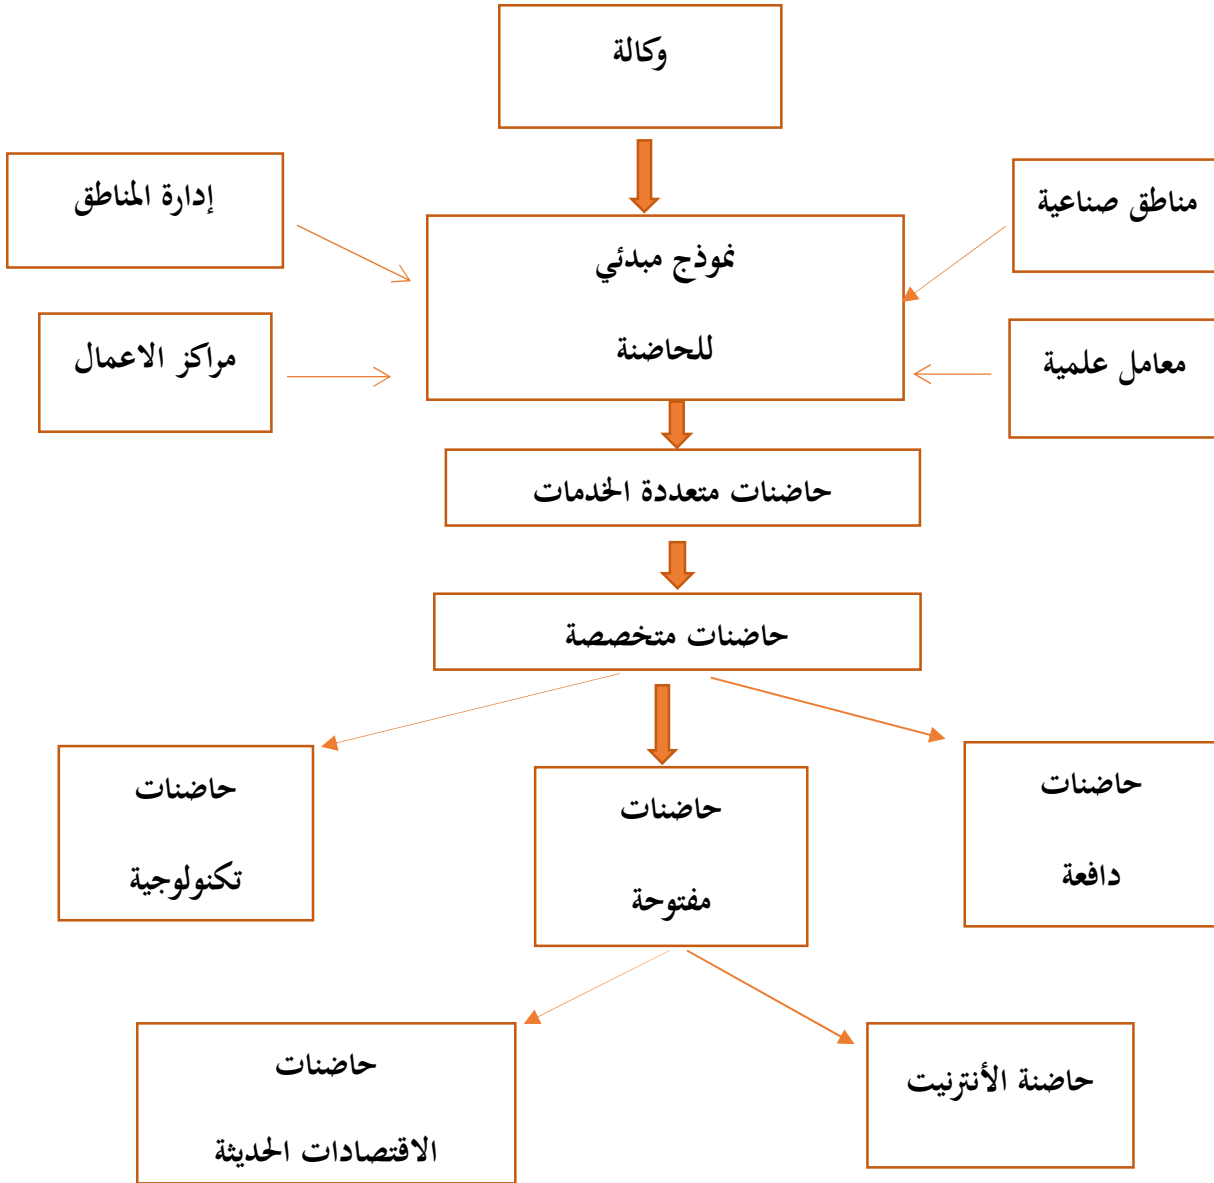 وكالة
مناطق صناعية
إدارة المناطق
نموذج مبدئي
للحاضنة
معامل علمية
مراكز الاعمال
حاضنات متعددة الخدمات
حاضنات متخصصة
حاضنات
دافعة
حاضنات
مفتوحة
حاضنات
تكنولوجية
حاضنة الأنترنيت
حاضنات
الاقتصادات الحديثة